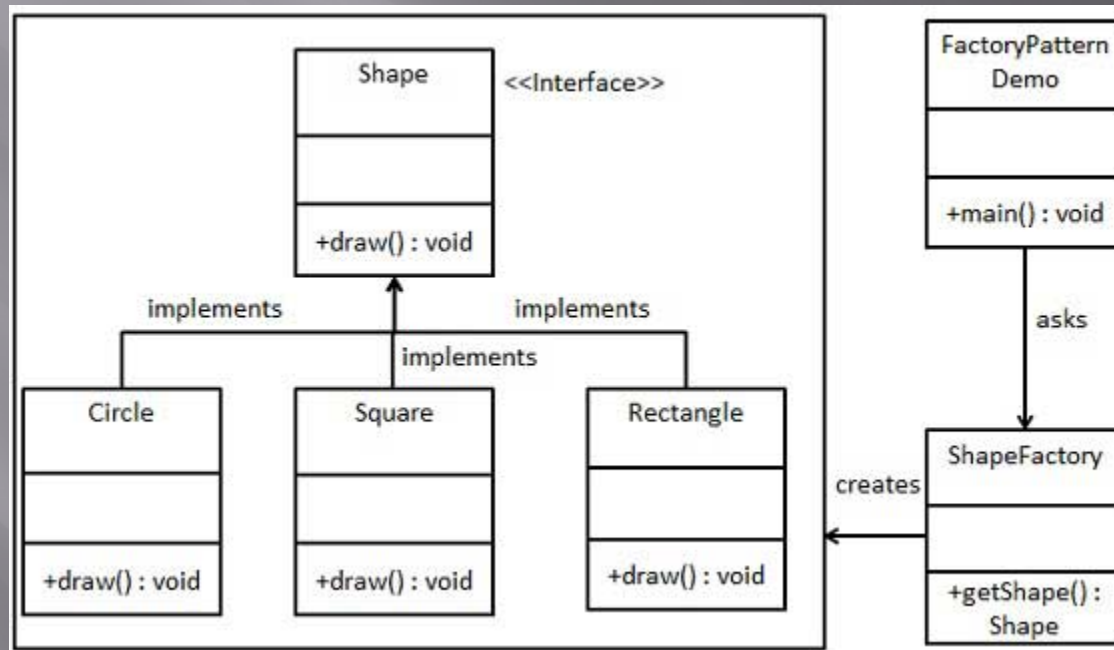 Shape
<<Interface>>
+draw() : void
implements
implements
implements
Circle
+draw() : void
Square
+draw() : void
Rectangle
+draw() : void
FactoryPattern
Demo
+main() : void
asks
ShapeFactory
+getShape() :
Shape
creates